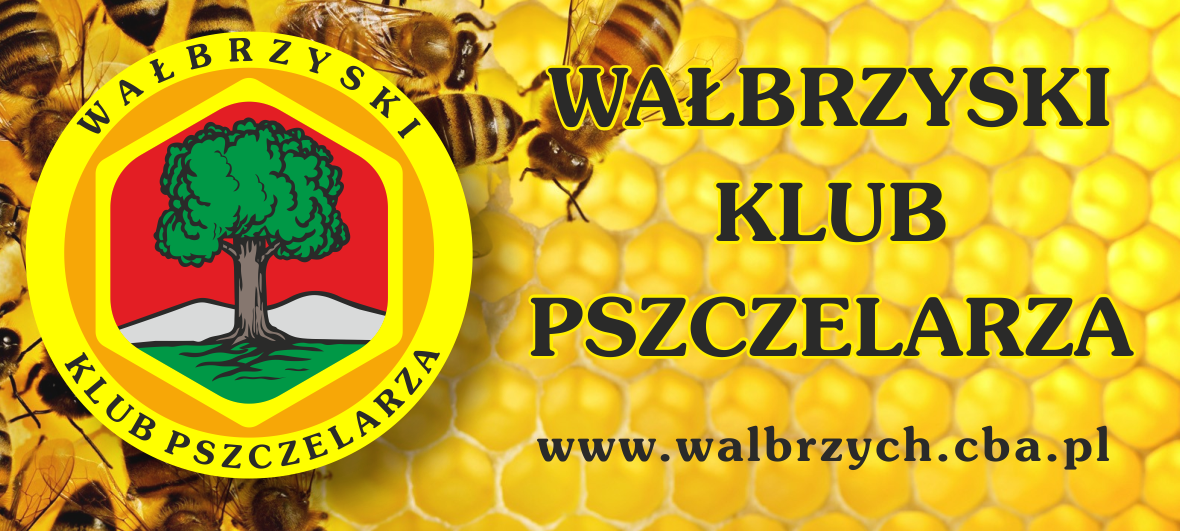 WAŁBRZYSKI
KLUB PSZCZELARZA
WAŁBRZYSKI
KLUB
PSZCZELARZA
www.walbrzych.cba.pl